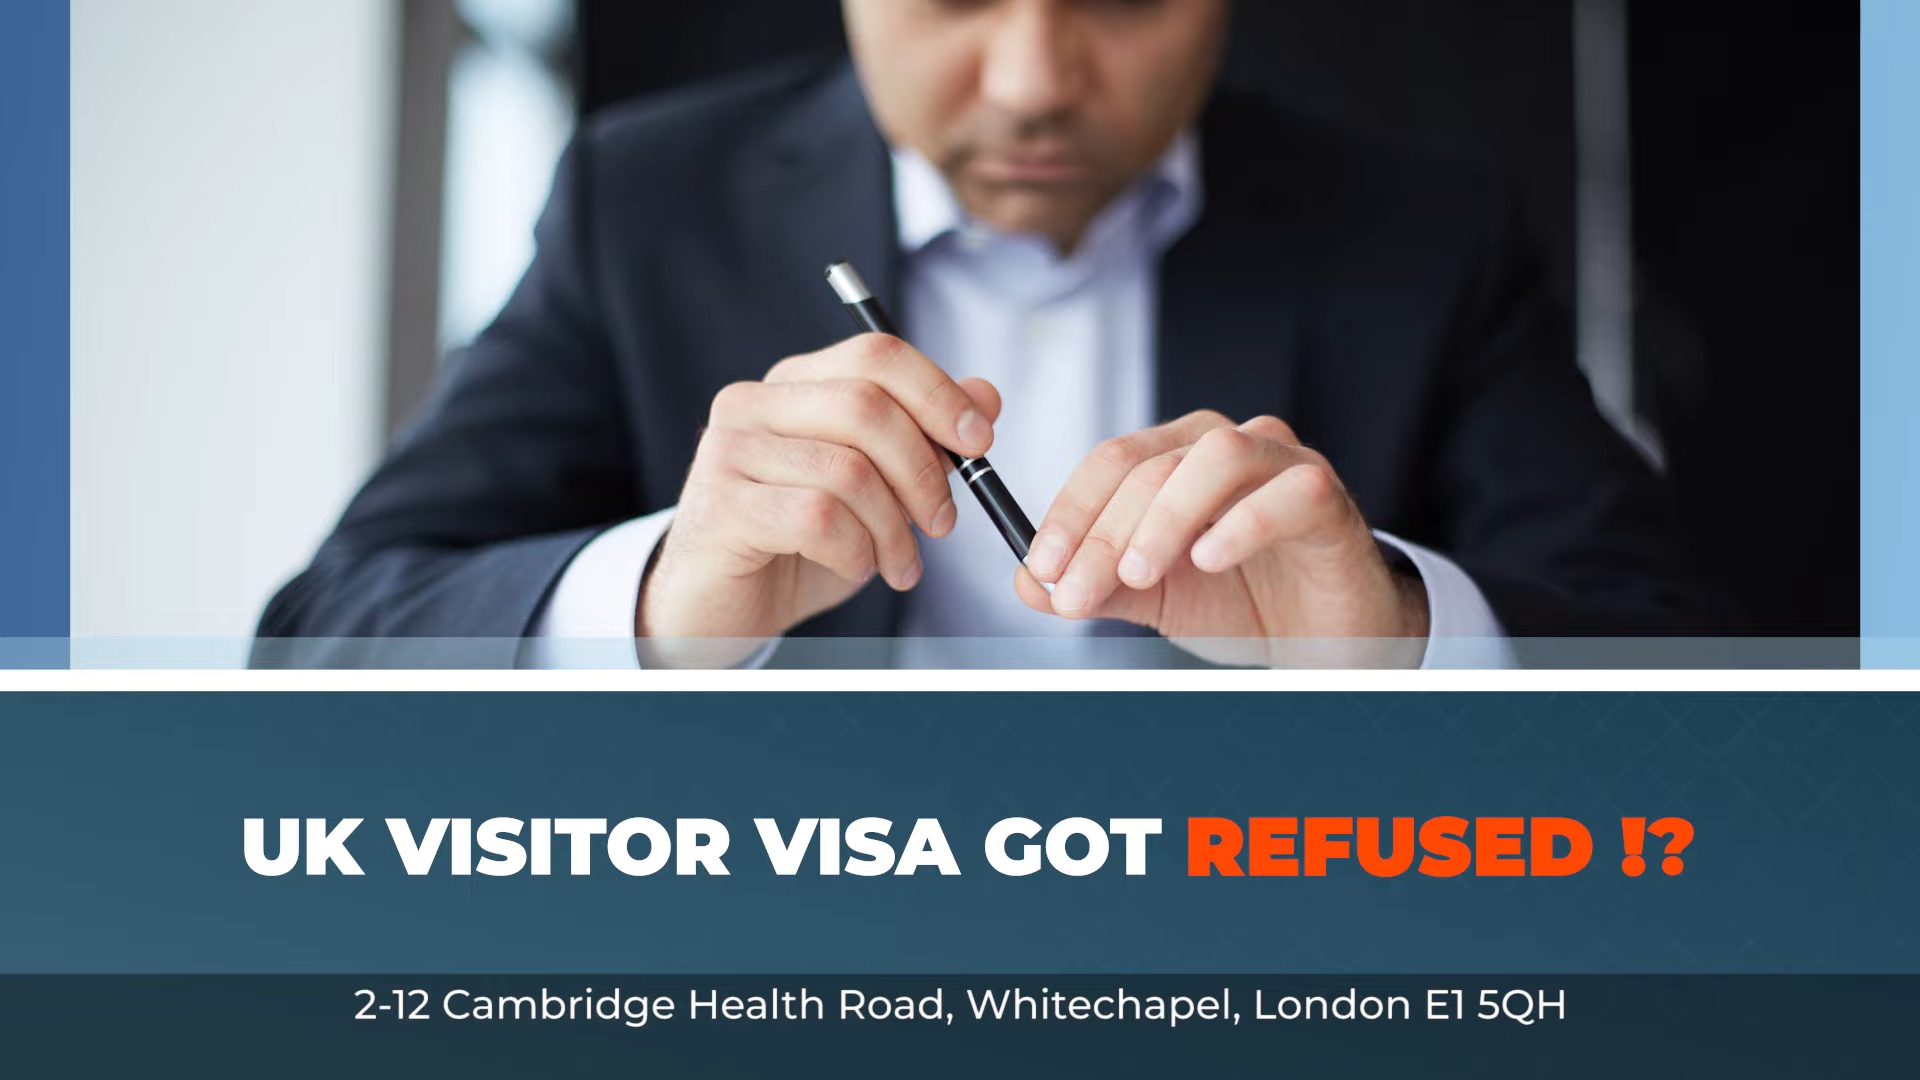 UK VISITOR VISA GOT REFUSED !?
2-12 Cambridge Health Road, Whitechapel, London E1 5QH